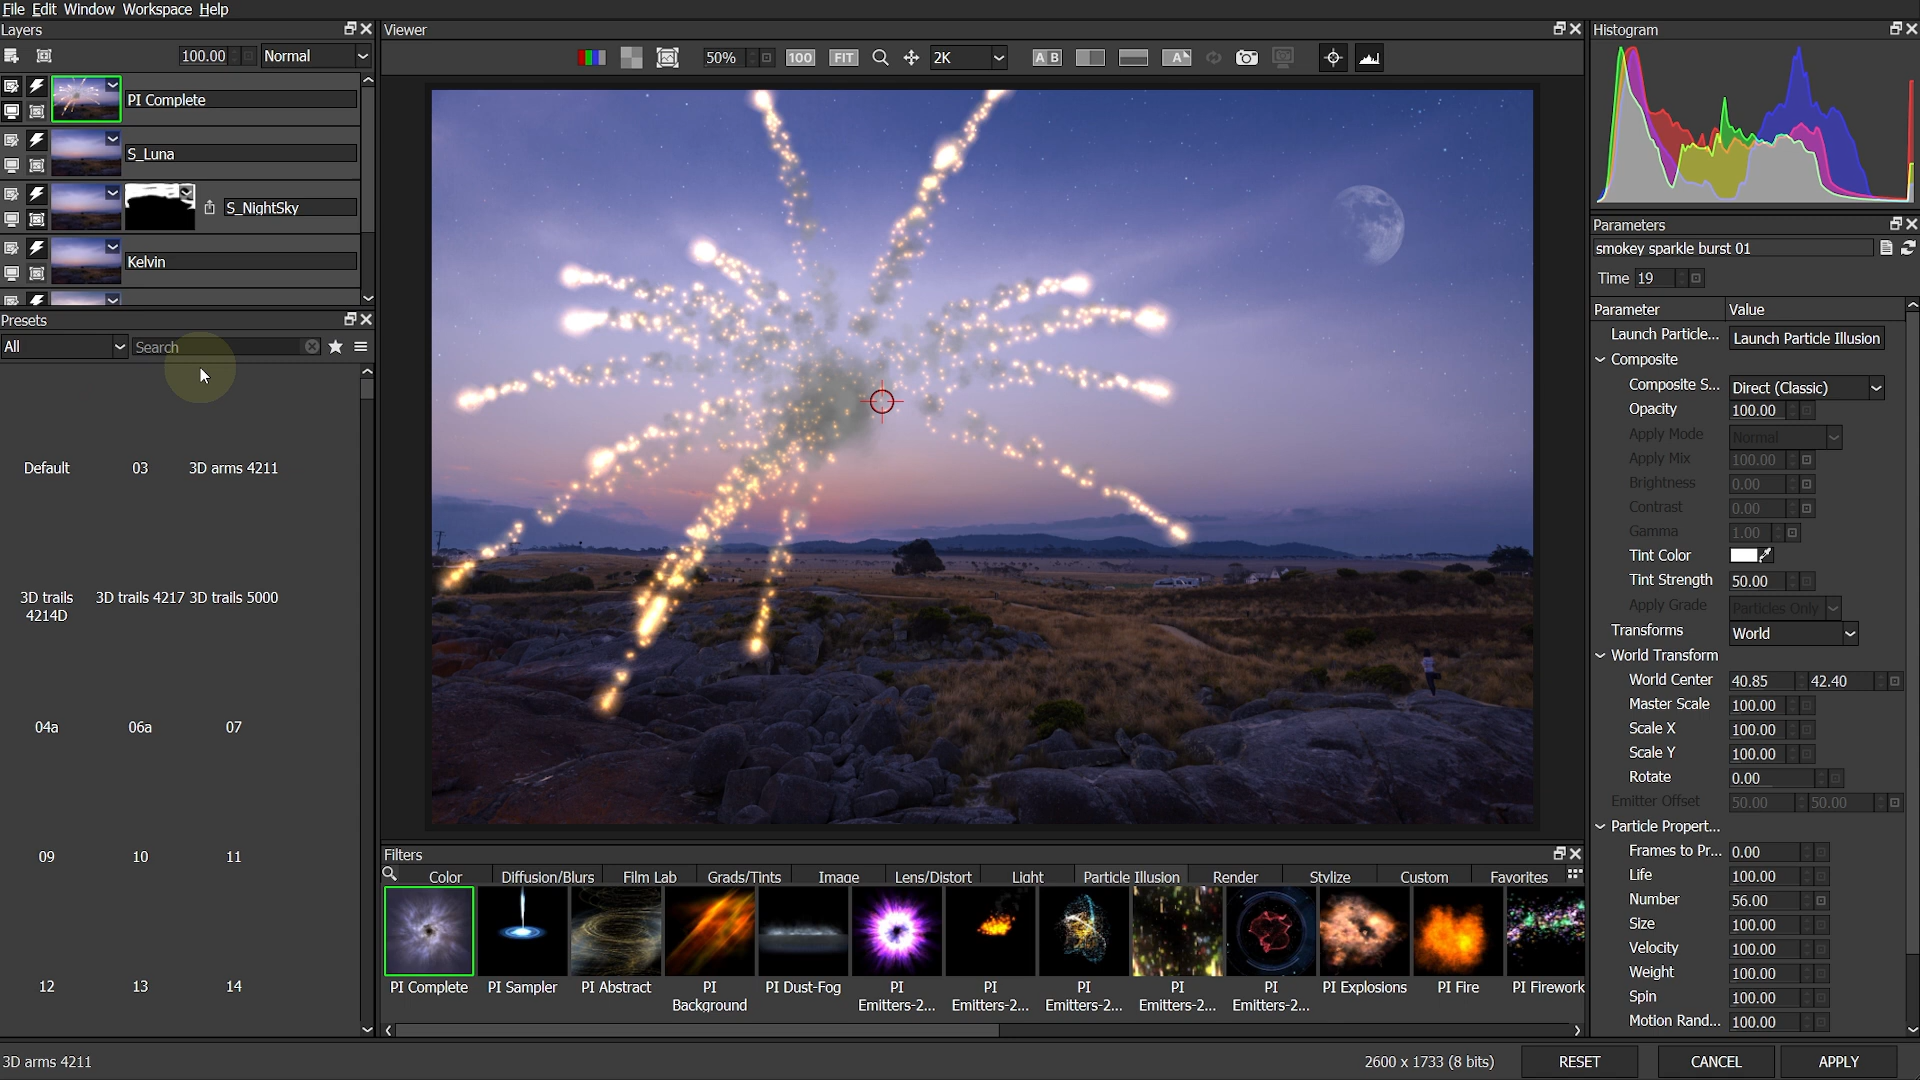 File Edit Window Workspace Help
Layers
100.00 Normal
PI Complete
S_Luna
S_NightSky
Kelvin
Presets
All Search
Default 03 3D arms 4211
3D trails 4214D 3D trails 4217 3D trails 5000
04a 06a 07
09 10 11
12 13 14
3D arms 4211
Viewer
50% 100 FIT 2K A B A
Filters
Color Diffusion/Blurs Film Lab Grads/Tints Image Lens/Distort Light Particle Illusion Render Stylize Custom Favorites
PI Complete PI Sampler PI Abstract PI Background PI Dust-Fog PI Emitters-2... PI Emitters-2... PI Emitters-2... PI Emitters-2... PI Emitters-2... PI Explosions PI Fire PI Firework
Histogram
Parameters
smokey sparkle burst 01
Time 19
Parameter Value
Launch Particle... Launch Particle Illusion
Composite
Composite S... Direct (Classic)
Opacity 100.00
Apply Mode Normal
Apply Mix 100.00
Brightness 0.00
Contrast 0.00
Gamma 1.00
Tint Color
Tint Strength 50.00
Apply Grade Particles Only
Transforms World
World Transform
World Center 40.85 42.40
Master Scale 100.00
Scale X 100.00
Scale Y 100.00
Rotate 0.00
Emitter Offset 50.00 50.00
Particle Propert...
Frames to Pr... 0.00
Life 100.00
Number 56.00
Size 100.00
Velocity 100.00
Weight 100.00
Spin 100.00
Motion Rand... 100.00
2600 x 1733 (8 bits) RESET CANCEL APPLY